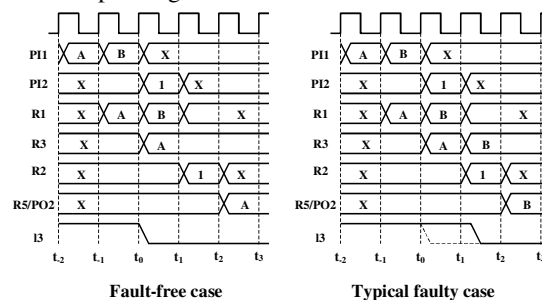 PI1 A B X
PI2 X 1 X
R1 X A B X
R3 X A
R2 X 1 X
R5/PO2 X A
l3
t-2 t-1 t0 t1 t2 t3
Fault-free case
PI1 A B X
PI2 X 1 X
R1 X A B X
R3 X A B
R2 X 1 X
R5/PO2 X B
l3
t-2 t-1 t0 t1 t2
Typical faulty case